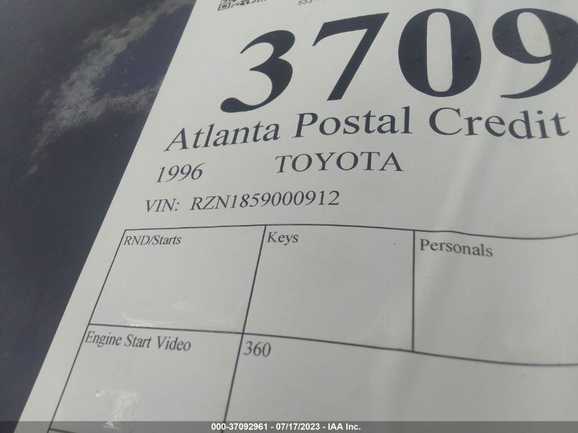 3709
Atlanta Postal Credit
1996 TOYOTA
VIN: RZN1859000912
RND/Starts Keys Personals
Engine Start Video 360
000-37092961 - 07/17/2023 - IAA Inc.